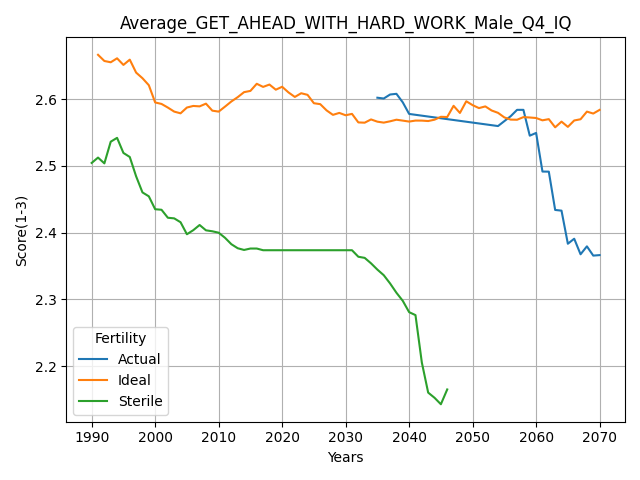 Average_GET_AHEAD_WITH_HARD_WORK_Male_Q4_IQ
Score(1-3)
2.6
2.5
2.4
2.3
2.2
Fertility
Actual
Ideal
Sterile
1990 2000 2010 2020 2030 2040 2050 2060 2070
Years